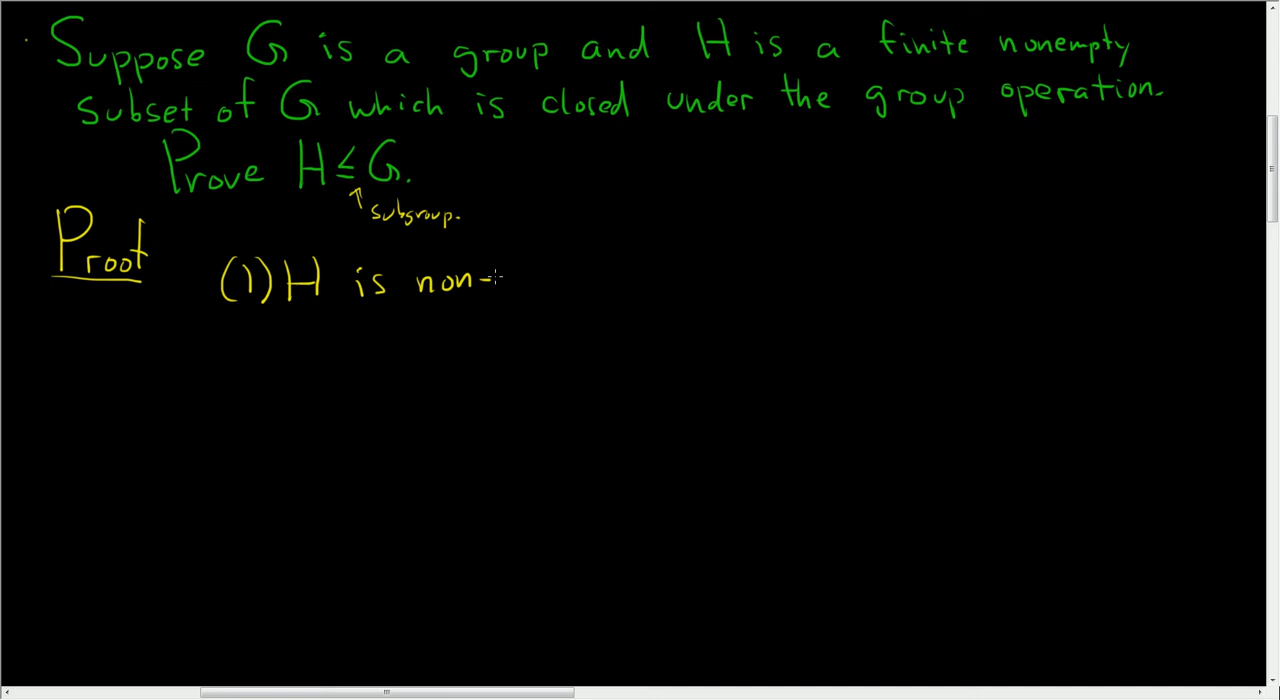 Suppose G is a group and H is a finite nonempty
subset of G which is closed under the group operation.
Prove H ≤ G.
↑ subgroup.
Proof
(1) H is non-